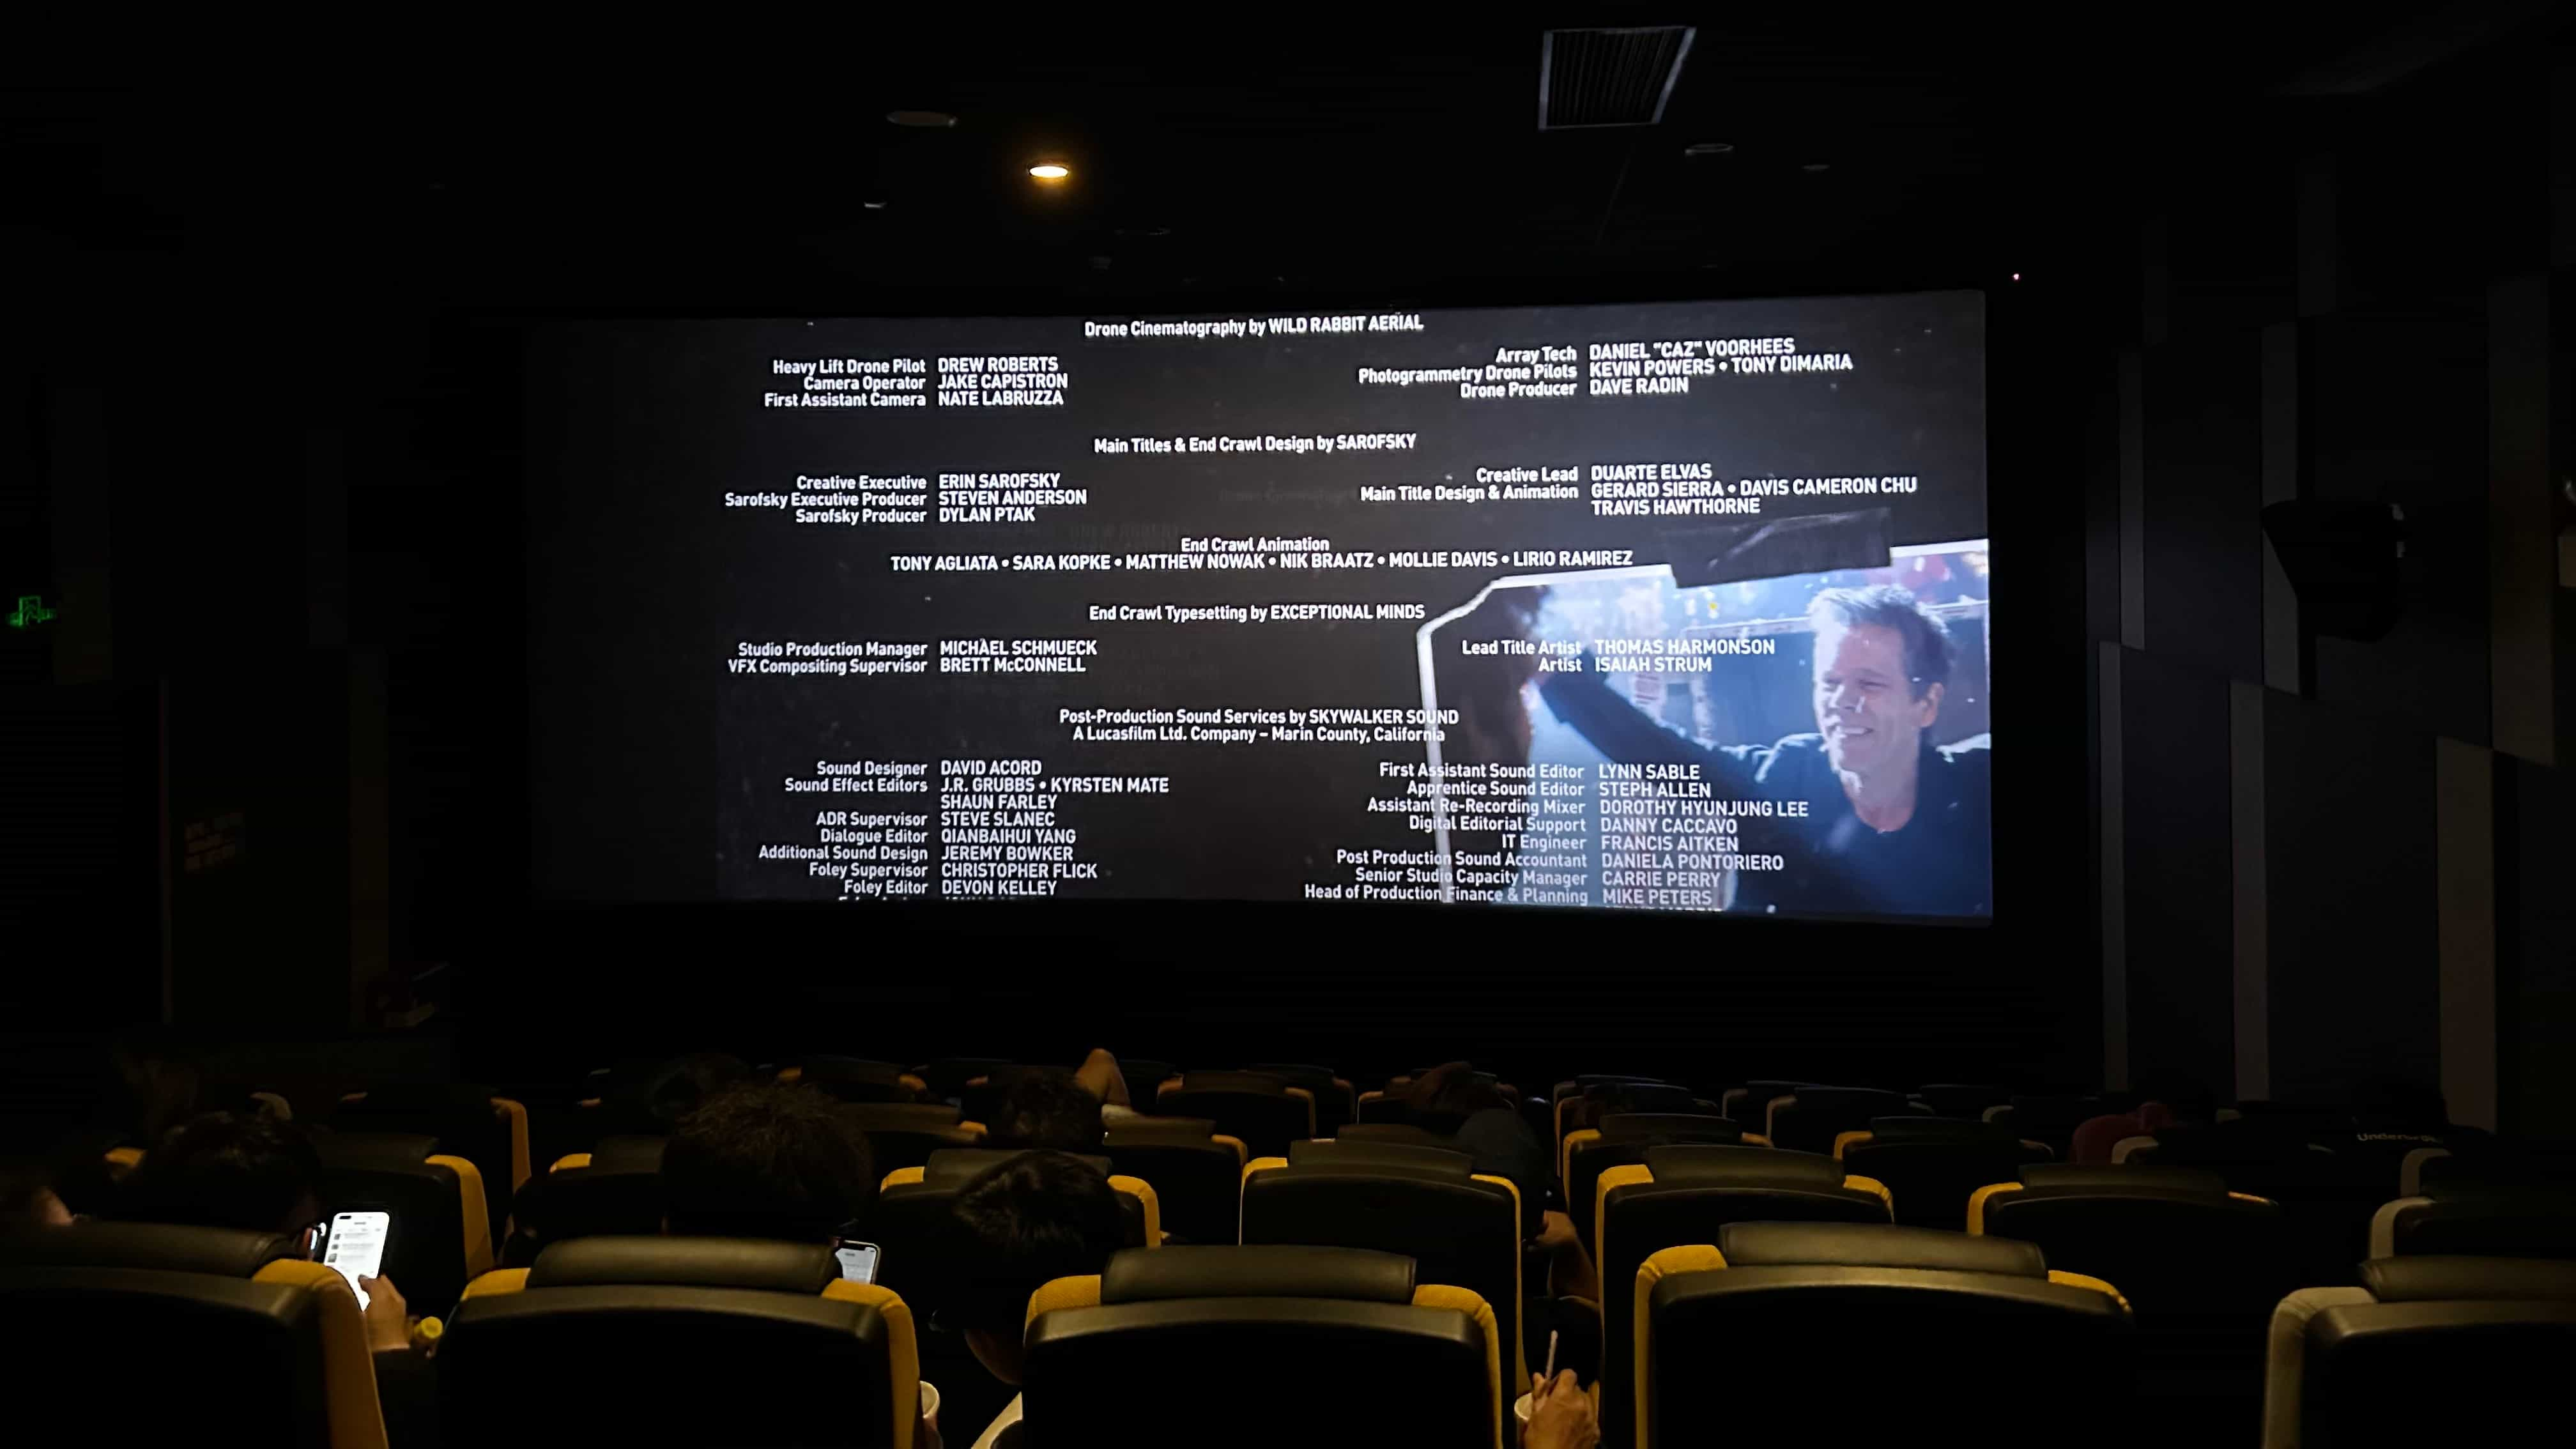 Drone Cinematography by WILD RABBIT AERIAL
Heavy Lift Drone Pilot DREW ROBERTS
Camera Operator JAKE CAPISTRON
First Assistant Camera NATE LABRUZZA
Array Tech DANIEL "CAZ" VOORHEES
Photogrammetry Drone Pilots KEVIN POWERS • TONY DIMARIA
Drone Producer DAVE RADIN
Main Titles & End Crawl Design by SAROFSKY
Creative Executive ERIN SAROFSKY
Sarofsky Executive Producer STEVEN ANDERSON
Sarofsky Producer DYLAN PTAK
Creative Lead DUARTE ELVAS
Main Title Design & Animation GERARD SIERRA • DAVIS CAMERON CHU
TRAVIS HAWTHORNE
End Crawl Animation
TONY AGLIATA • SARA KOPKE • MATTHEW NOWAK • NIK BRAATZ • MOLLIE DAVIS • LIRIO RAMIREZ
End Crawl Typesetting by EXCEPTIONAL MINDS
Studio Production Manager MICHAEL SCHMUECK
VFX Compositing Supervisor BRETT McCONNELL
Lead Title Artist THOMAS HARMONSON
Artist ISAIAH STRUM
Post-Production Sound Services by SKYWALKER SOUND
A Lucasfilm Ltd. Company – Marin County, California
Sound Designer DAVID ACORD
Sound Effect Editors J.R. GRUBBS • KYRSTEN MATE
SHAUN FARLEY
ADR Supervisor STEVE SLANEC
Dialogue Editor QIANBAIHUI YANG
Additional Sound Design JEREMY BOWKER
Foley Supervisor CHRISTOPHER FLICK
Foley Editor DEVON KELLEY
First Assistant Sound Editor LYNN SABLE
Apprentice Sound Editor STEPH ALLEN
Assistant Re-Recording Mixer DOROTHY HYUNJUNG LEE
Digital Editorial Support DANNY CACCAVO
IT Engineer FRANCIS AITKEN
Post Production Sound Accountant DANIELA PONTORIERO
Senior Studio Capacity Manager CARRIE PERRY
Head of Production Finance & Planning MIKE PETERS